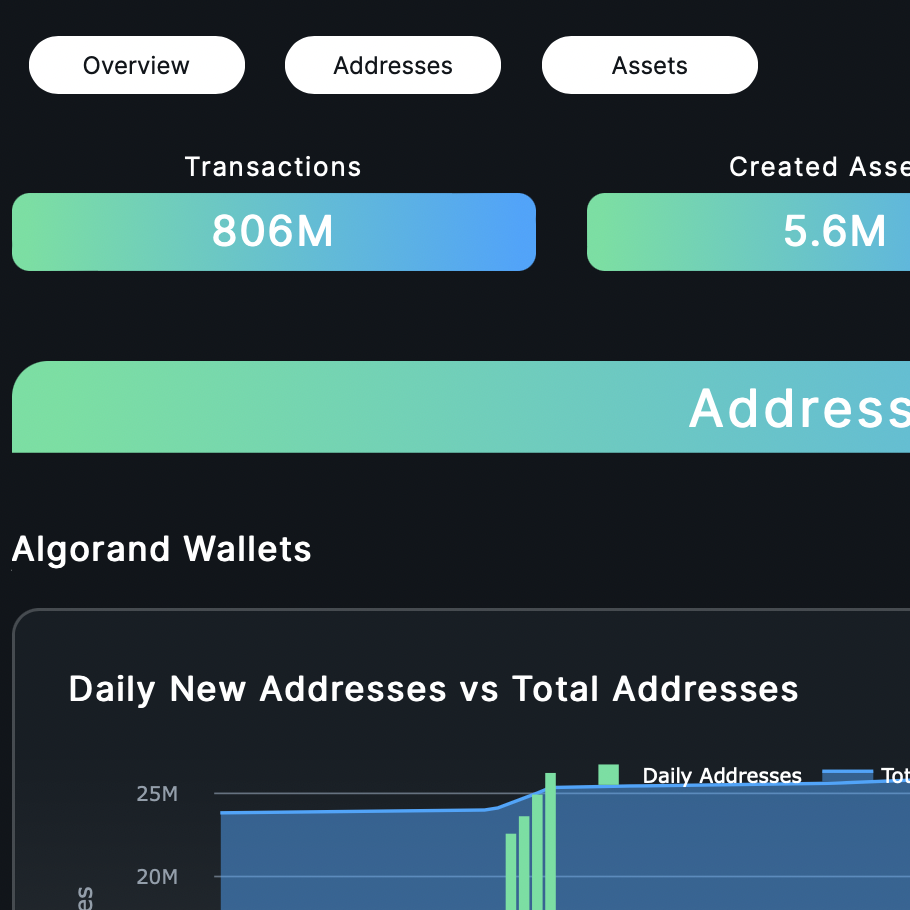 Overview Addresses Assets
Transactions Created Asse
806M 5.6M
Address
Algorand Wallets
Daily New Addresses vs Total Addresses
Daily Addresses Tot
25M
20M
es